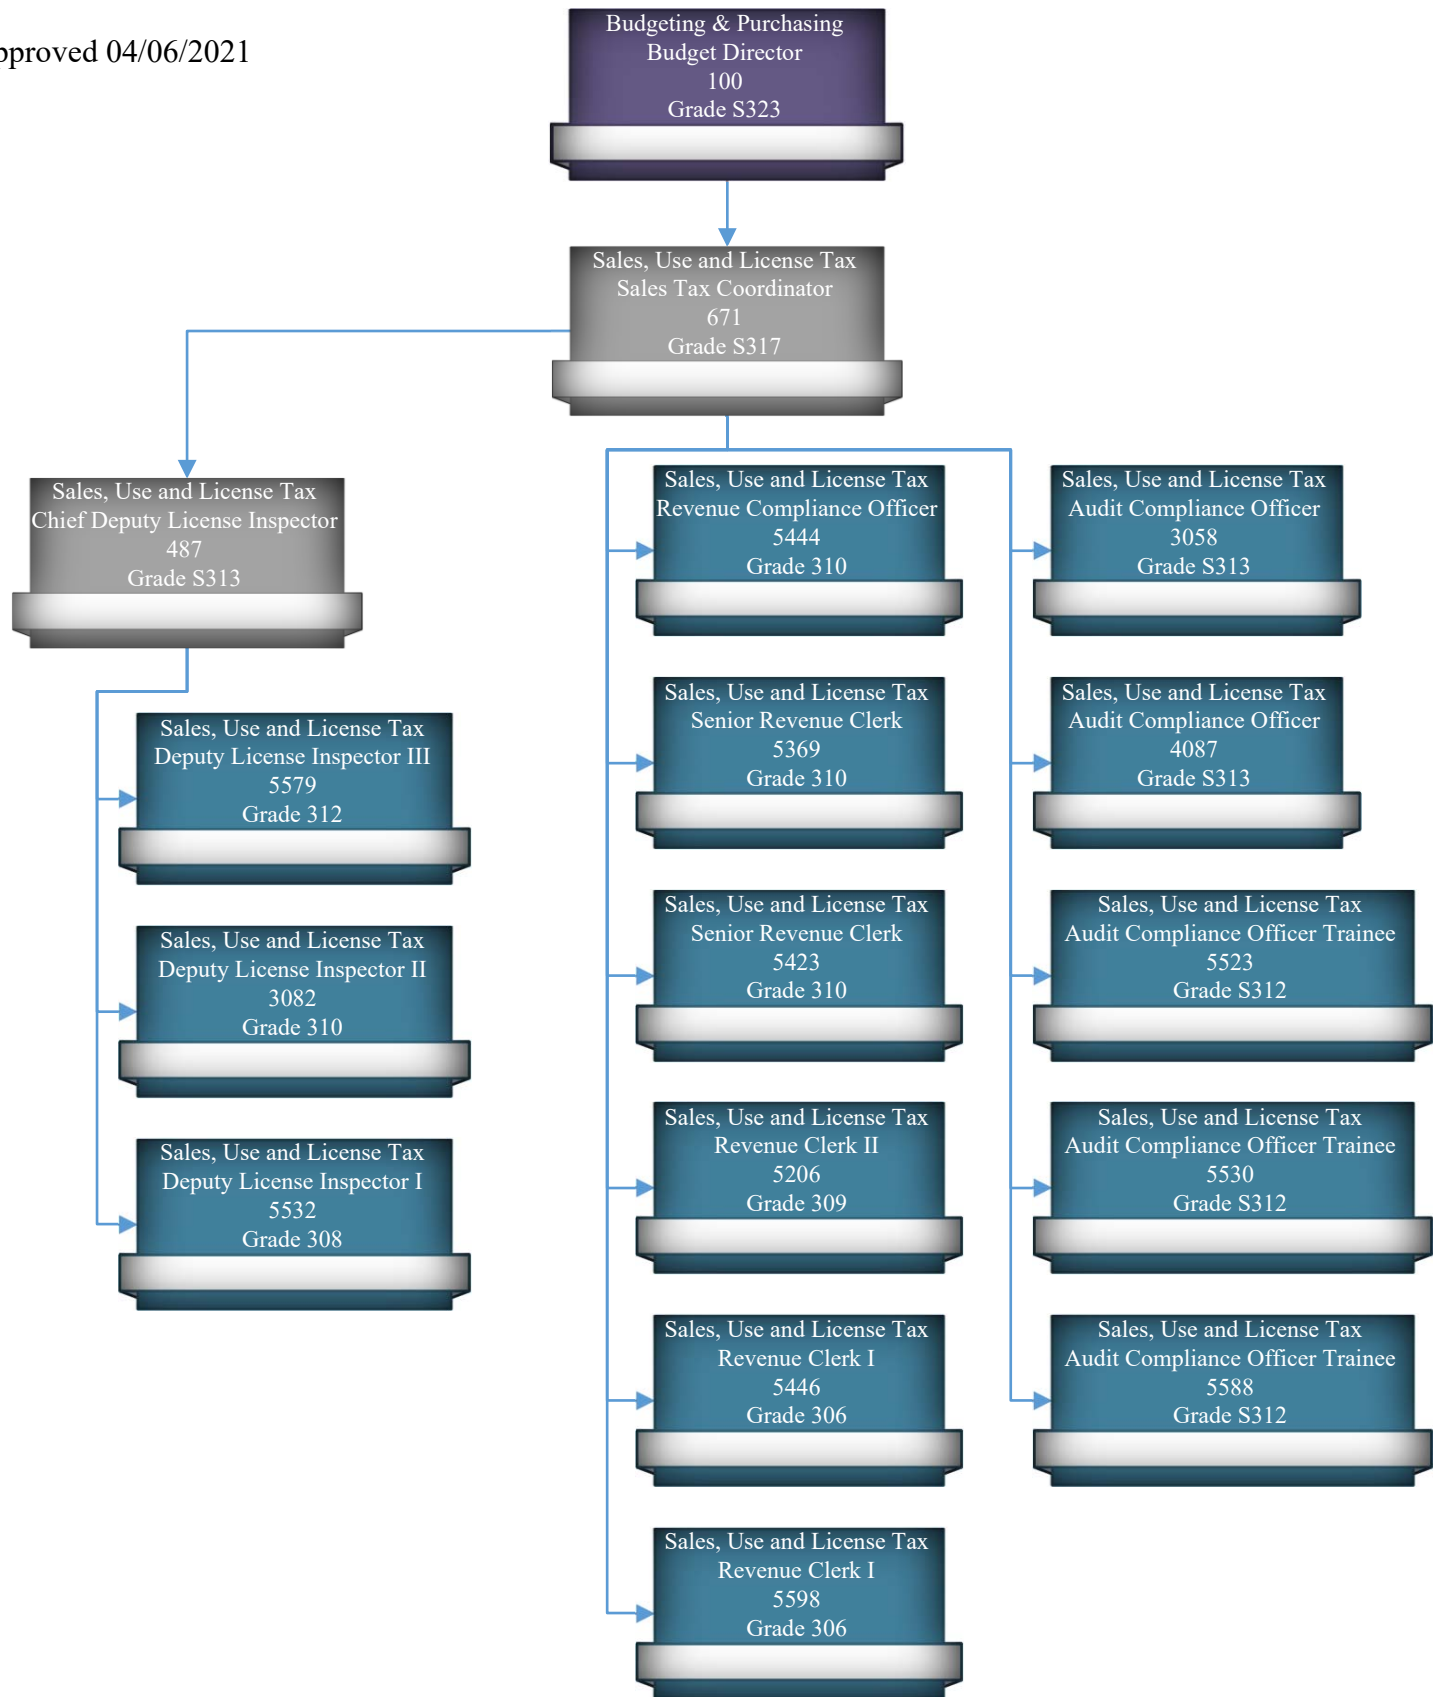 Budgeting & Purchasing
Budget Director
100
Grade S323
04/06/2021
Sales, Use and License Tax
Sales Tax Coordinator
671
Grade S317
Sales, Use and License Tax
Chief Deputy License Inspector
487
Grade S313
Sales, Use and License Tax
Deputy License Inspector III
5579
Grade 312
Sales, Use and License Tax
Deputy License Inspector II
3082
Grade 310
Sales, Use and License Tax
Deputy License Inspector I
5532
Grade 308
Sales, Use and License Tax
Revenue Compliance Officer
5444
Grade 310
Sales, Use and License Tax
Senior Revenue Clerk
5369
Grade 310
Sales, Use and License Tax
Senior Revenue Clerk
5423
Grade 310
Sales, Use and License Tax
Revenue Clerk II
5206
Grade 309
Sales, Use and License Tax
Revenue Clerk I
5446
Grade 306
Sales, Use and License Tax
Revenue Clerk I
5598
Grade 306
Sales, Use and License Tax
Audit Compliance Officer
3058
Grade S313
Sales, Use and License Tax
Audit Compliance Officer
4087
Grade S313
Sales, Use and License Tax
Audit Compliance Officer Trainee
5523
Grade S312
Sales, Use and License Tax
Audit Compliance Officer Trainee
5530
Grade S312
Sales, Use and License Tax
Audit Compliance Officer Trainee
5588
Grade S312